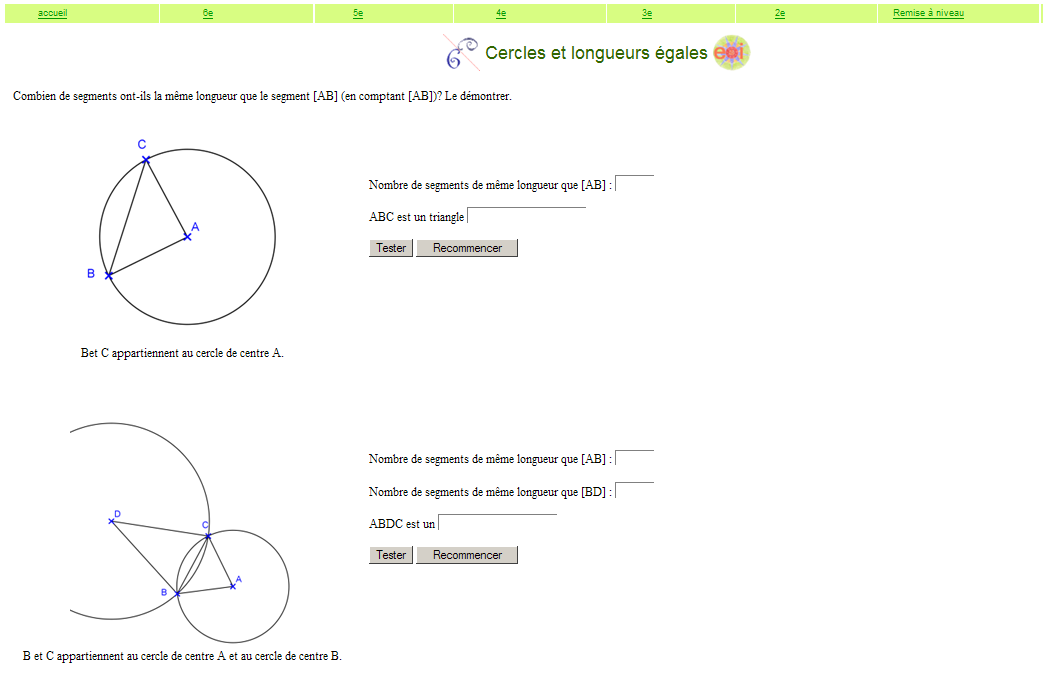 accueil 6e 5e 4e 3e 2e Remise à niveau
6e Cercles et longueurs égales epi
Combien de segments ont-ils la même longueur que le segment [AB] (en comptant [AB])? Le démontrer.
C
A
B
Nombre de segments de même longueur que [AB] :
ABC est un triangle
Tester Recommencer
Bet C appartiennent au cercle de centre A.
D
C
A
B
Nombre de segments de même longueur que [AB] :
Nombre de segments de même longueur que [BD] :
ABDC est un
Tester Recommencer
B et C appartiennent au cercle de centre A et au cercle de centre B.